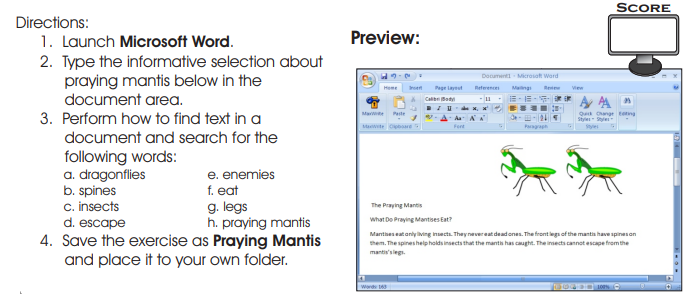 SCORE
Directions:
1. Launch Microsoft Word.
2. Type the informative selection about
praying mantis below in the
document area.
3. Perform how to find text in a
document and search for the
following words:
a. dragonflies e. enemies
b. spines f. eat
c. insects g. legs
d. escape h. praying mantis
4. Save the exercise as Praying Mantis
and place it to your own folder.
Preview:
Document1 - Microsoft Word
Home Insert Page Layout References Mailings Review View
Calibri (Body) 11
MaxWrite Paste Quick Styles Change Styles Editing
MaxWrite Clipboard Font Paragraph Styles
The Praying Mantis
What Do Praying Mantises Eat?
Mantises eat only living insects. They never eat dead ones. The front legs of the mantis have spines on
them. The spines help holds insects that the mantis has caught. The insects cannot escape from the
mantis's legs.
Words: 163 100%